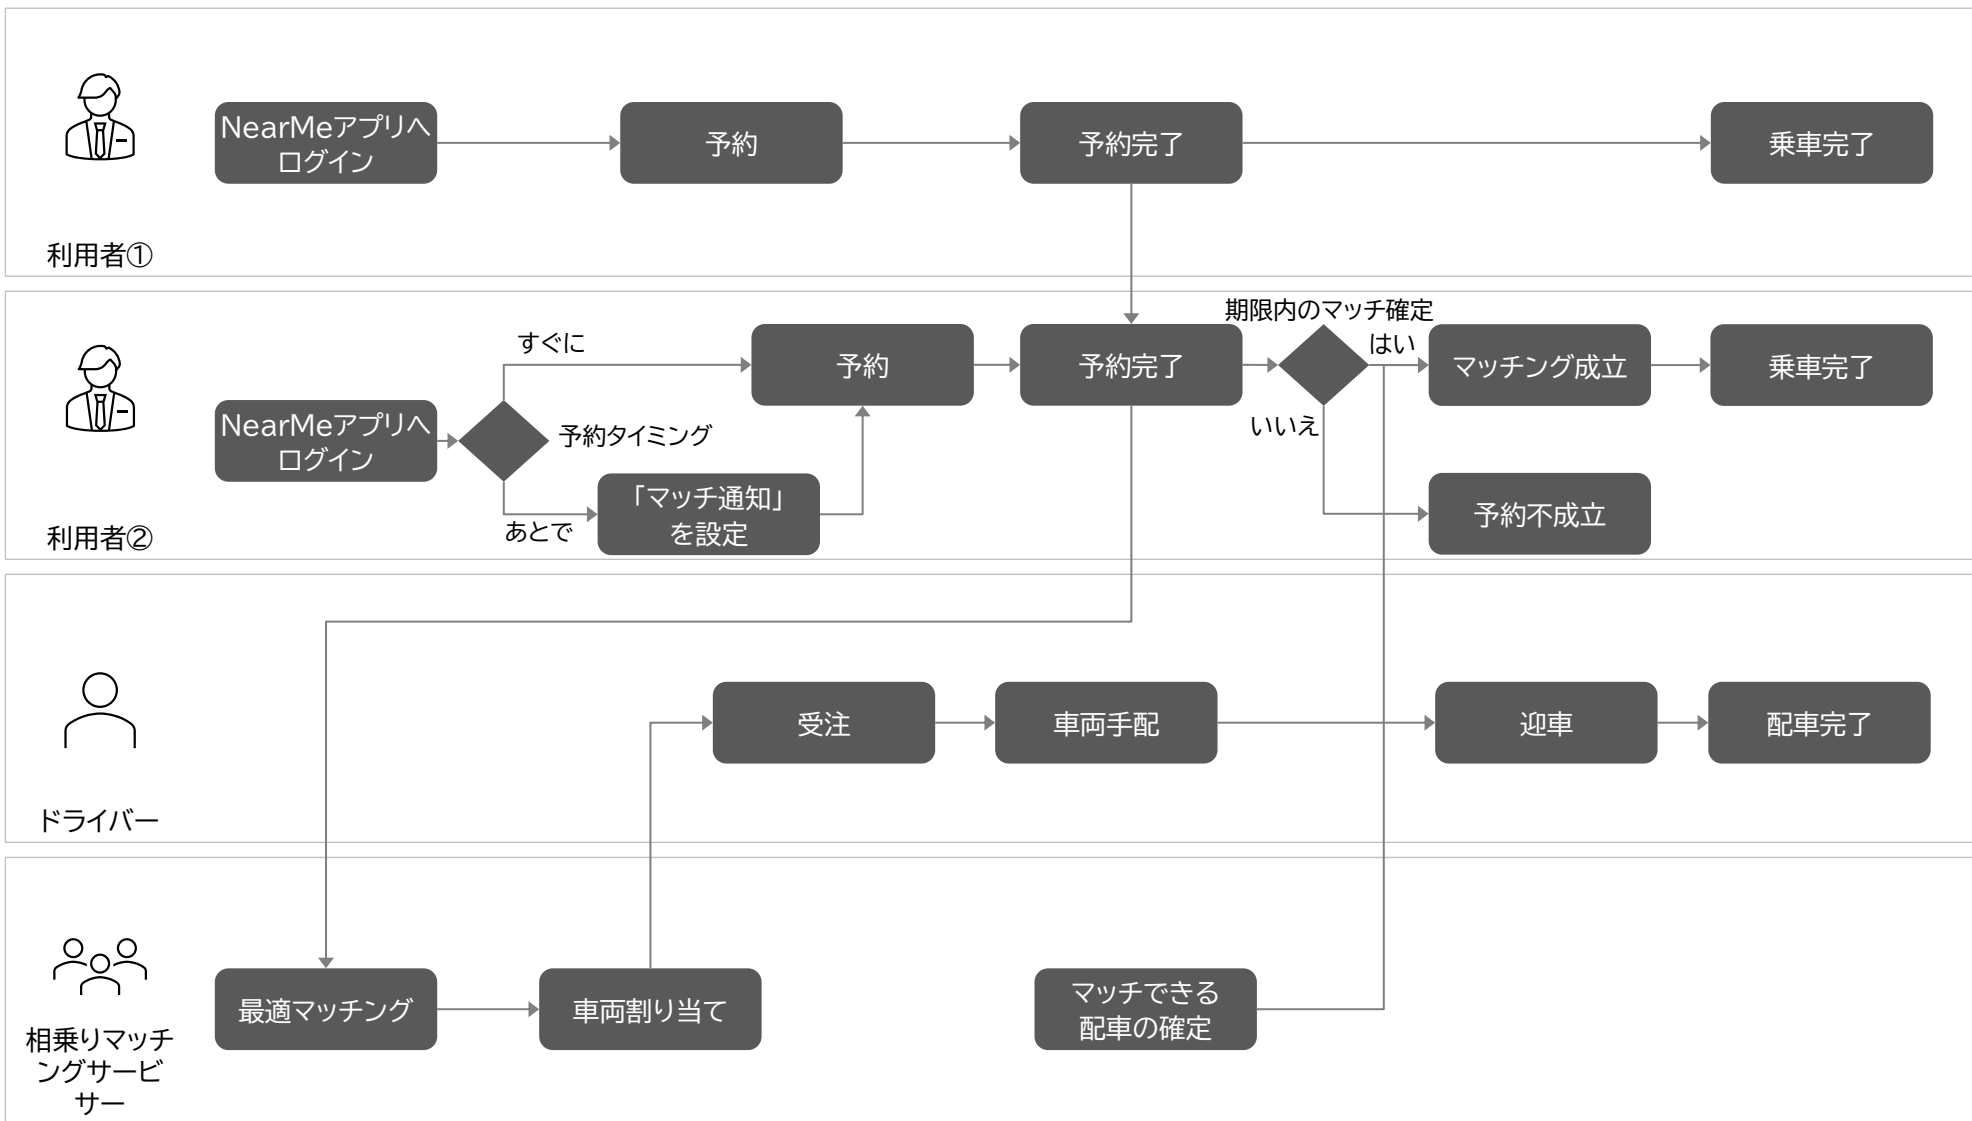 NearMeアプリへ
ログイン
予約
予約完了
乗車完了
利用者①
期限内のマッチ確定
すぐに
はい
予約
予約完了
マッチング成立
乗車完了
NearMeアプリへ
ログイン
予約タイミング
いいえ
「マッチ通知」
を設定
あとで
予約不成立
利用者②
受注
車両手配
迎車
配車完了
ドライバー
最適マッチング
車両割り当て
マッチできる
配車の確定
相乗りマッチ
ングサービ
サー